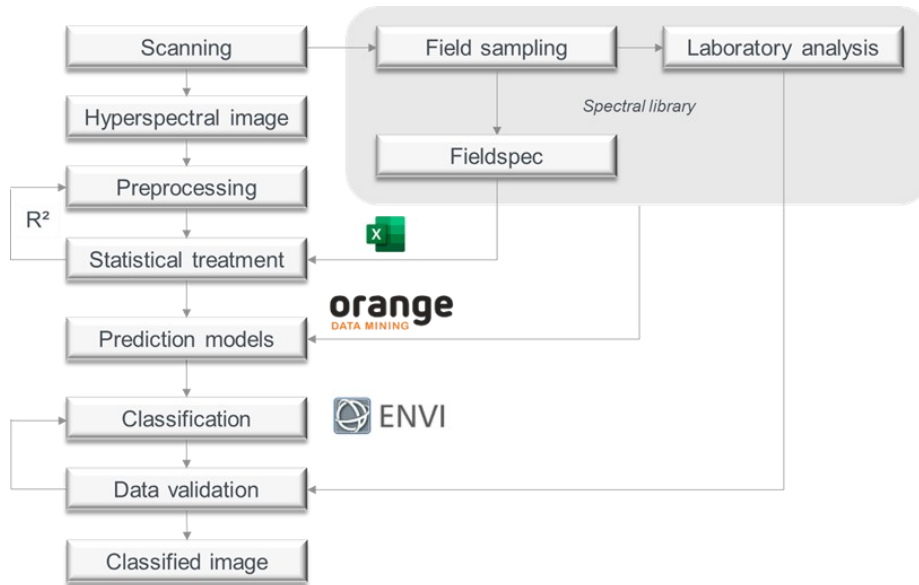 Scanning
Field sampling
Laboratory analysis
Hyperspectral image
Spectral library
Fieldspec
Preprocessing
R²
X
Statistical treatment
orange
DATA MINING
Prediction models
Classification
ENVI
Data validation
Classified image